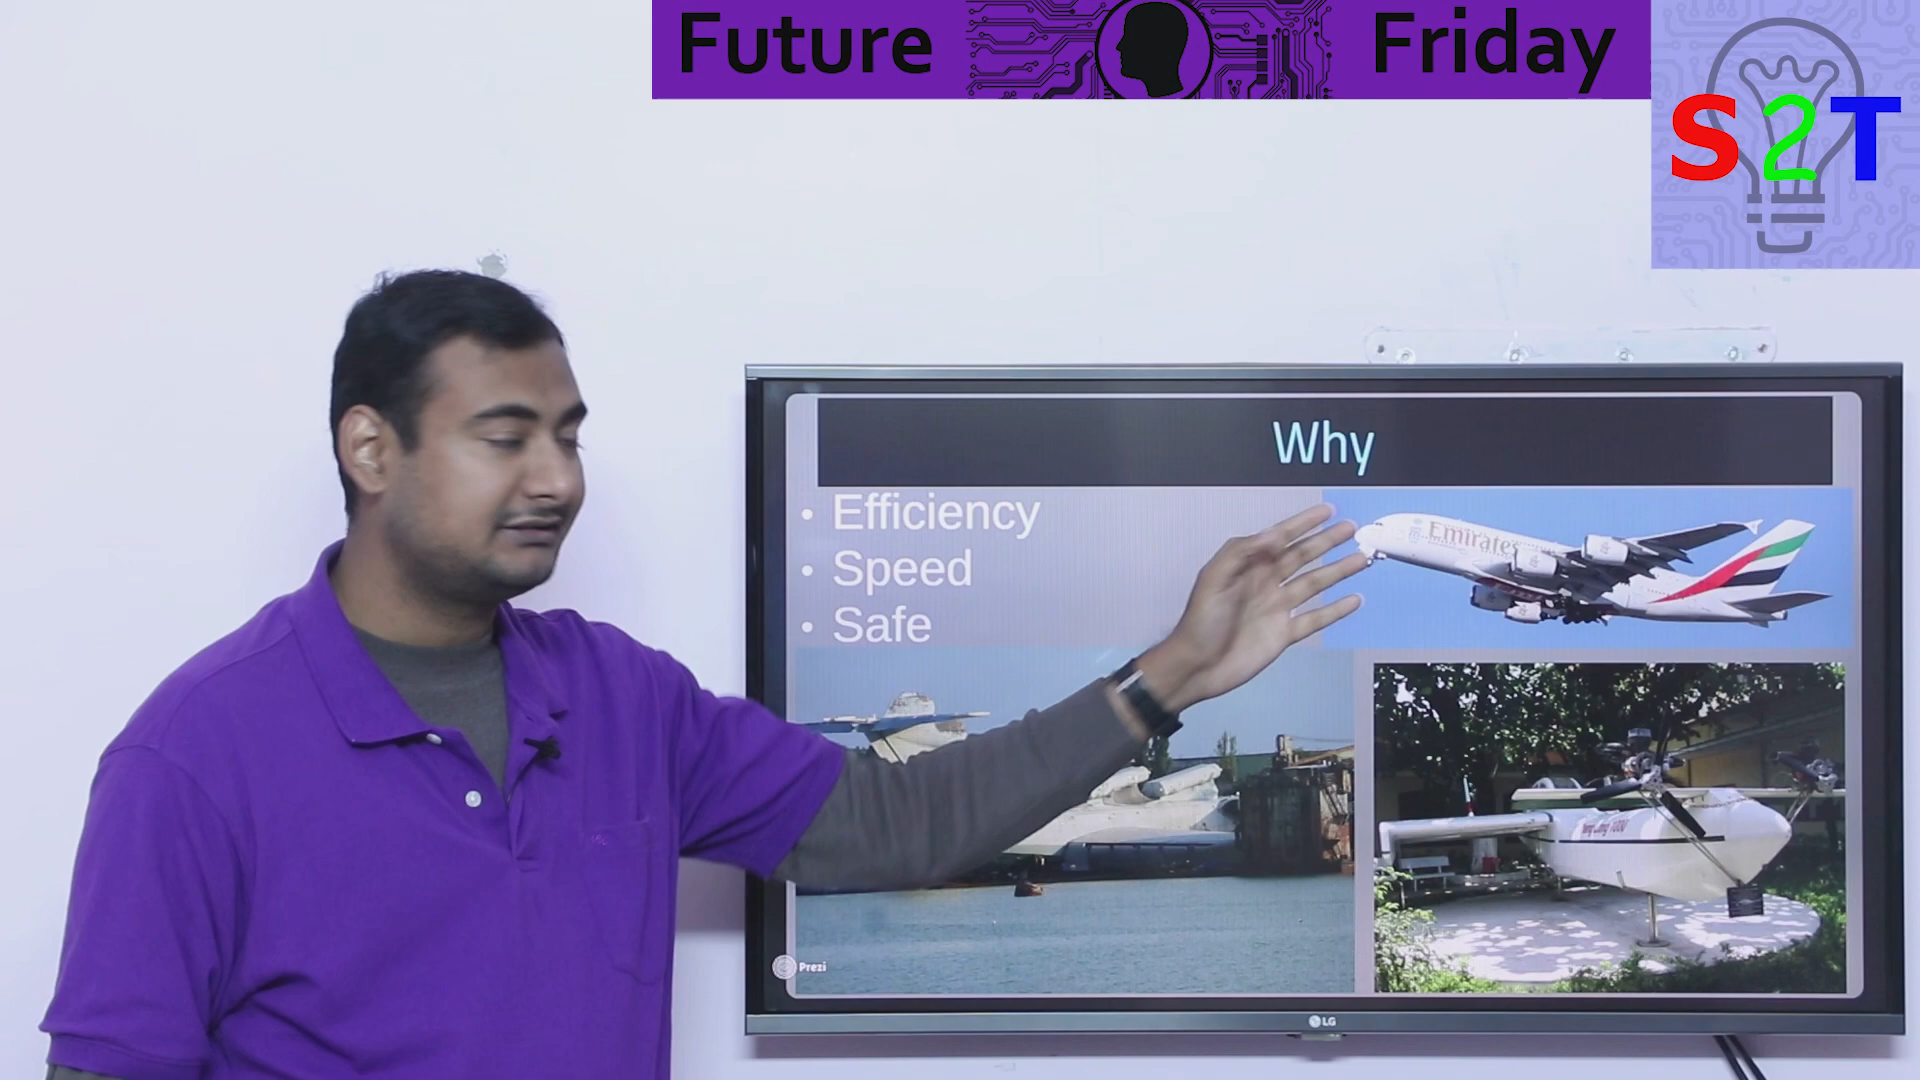 Future Friday
S2T
Why
• Efficiency
• Speed
• Safe
Emirates
Prezi
LG